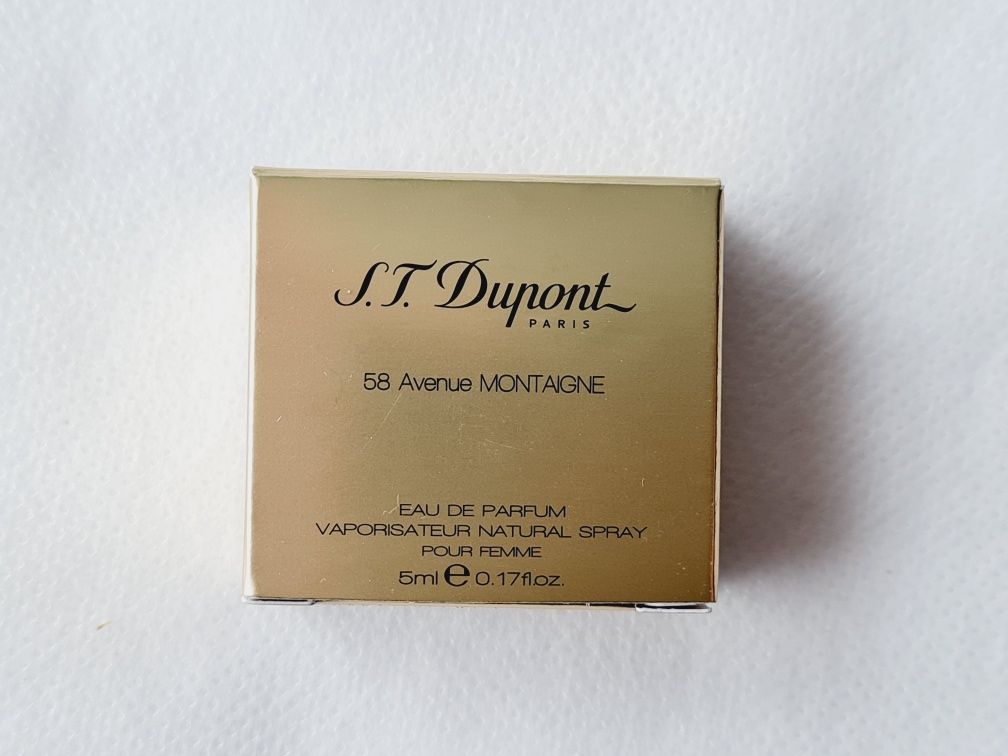 S.T. Dupont
PARIS
58 Avenue MONTAIGNE
EAU DE PARFUM
VAPORISATEUR NATURAL SPRAY
POUR FEMME
5ml e 0.17fl.oz.